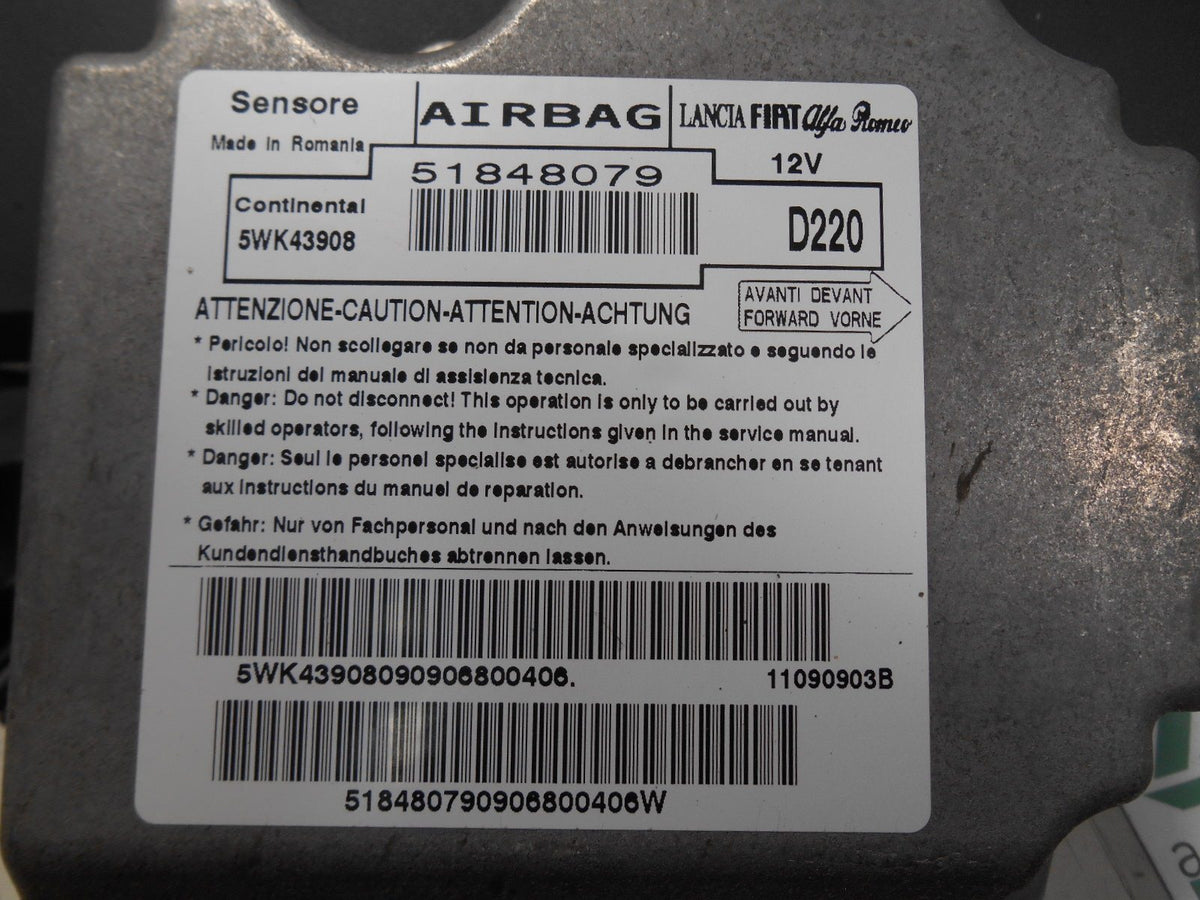 Sensore
AIRBAG
LANCIA FIAT Alfa Romeo
Made in Romania
12V
51848079
Continental
5WK43908
D220
AVANTI DEVANT
FORWARD VORNE
ATTENZIONE-CAUTION-ATTENTION-ACHTUNG
* Pericolo! Non scollegare se non da personale specializzato e seguendo le
istruzioni del manuale di assistenza tecnica.
* Danger: Do not disconnect! This operation is only to be carried out by
skilled operators, following the instructions given in the service manual.
* Danger: Seul le personel specialise est autorise a debrancher en se tenant
aux instructions du manuel de reparation.
* Gefahr: Nur von Fachpersonal und nach den Anweisungen des
Kundendiensthandbuches abtrennen lassen.
5WK43908090906800406.
11090903B
518480790906800406W